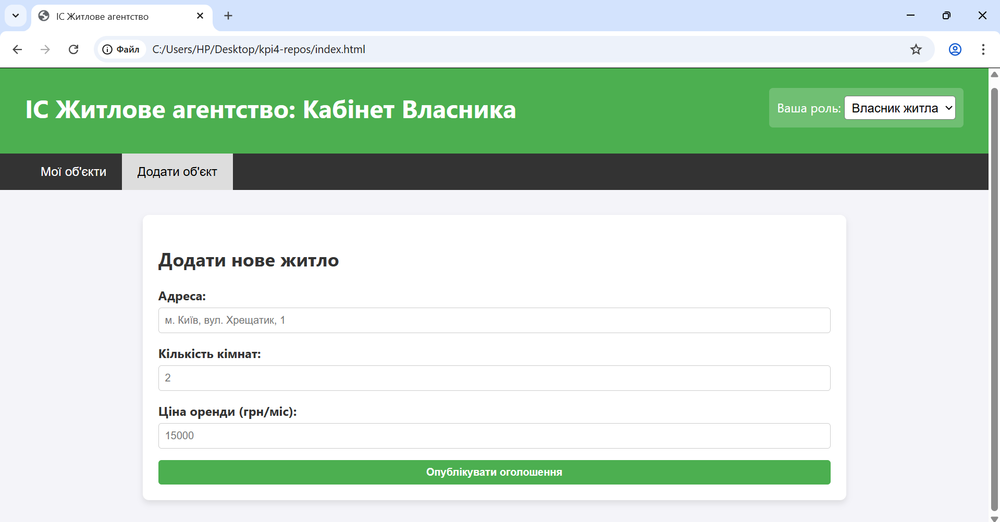 ІС Житлове агентство
Файл C:/Users/HP/Desktop/kpi4-repos/index.html
ІС Житлове агентство: Кабінет Власника
Ваша роль: Власник житла
Мої об'єкти Додати об'єкт
Додати нове житло
Адреса:
м. Київ, вул. Хрещатик, 1
Кількість кімнат:
2
Ціна оренди (грн/міс):
15000
Опублікувати оголошення